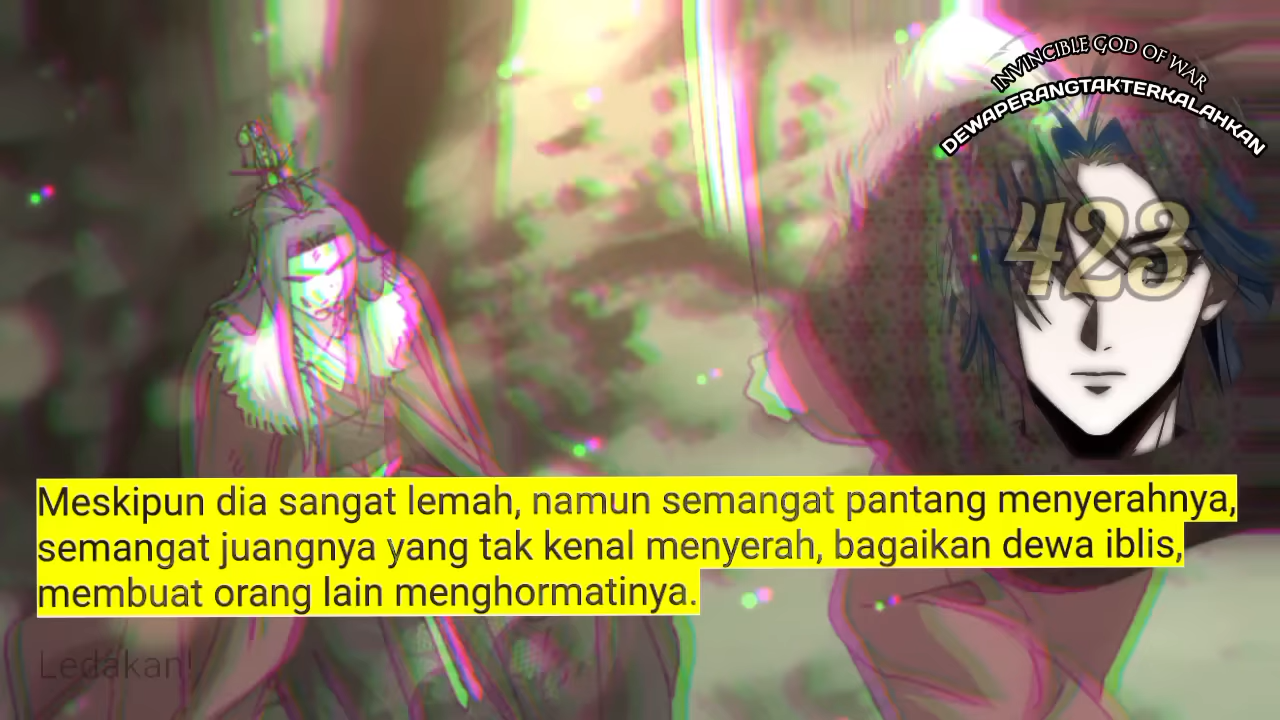 INVINCIBLE GOD OF WAR
DEWAPERANGTAKTERKALAHKAN
423
Meskipun dia sangat lemah, namun semangat pantang menyerahnya,
semangat juangnya yang tak kenal menyerah, bagaikan dewa iblis,
membuat orang lain menghormatinya.
Ledakan!